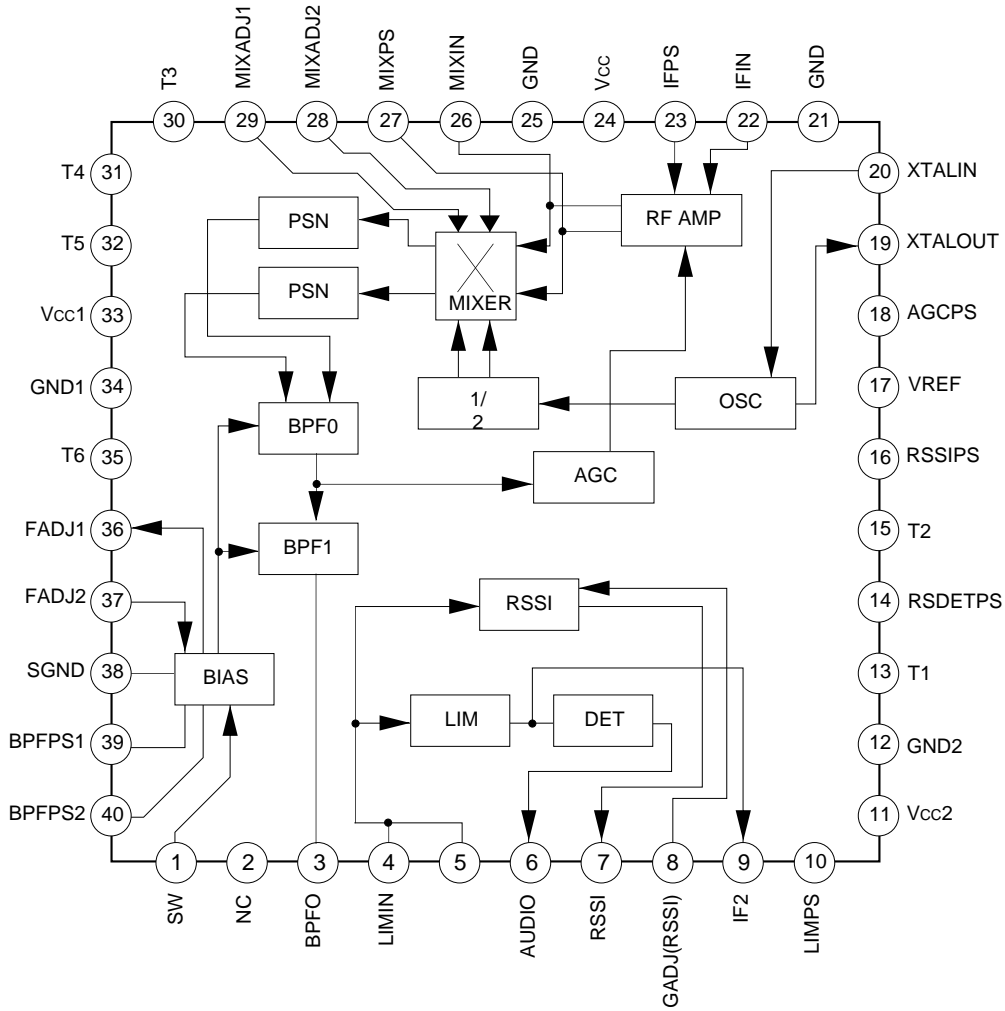 T3
MIXADJ1
MIXADJ2
MIXPS
MIXIN
GND
Vcc
IFPS
IFIN
GND
30
29
28
27
26
25
24
23
22
21
T4
31
20
XTALIN
PSN
RF AMP
T5
32
19
XTALOUT
PSN
MIXER
Vcc1
33
18
AGCPS
GND1
34
17
VREF
1/
2
OSC
BPF0
T6
35
16
RSSIPS
AGC
FADJ1
36
15
T2
BPF1
FADJ2
37
14
RSDETPS
RSSI
SGND
38
13
T1
BIAS
LIM
DET
BPFPS1
39
12
GND2
BPFPS2
40
11
Vcc2
1
2
3
4
5
6
7
8
9
10
SW
NC
BPFO
LIMIN
AUDIO
RSSI
GADJ(RSSI)
IF2
LIMPS